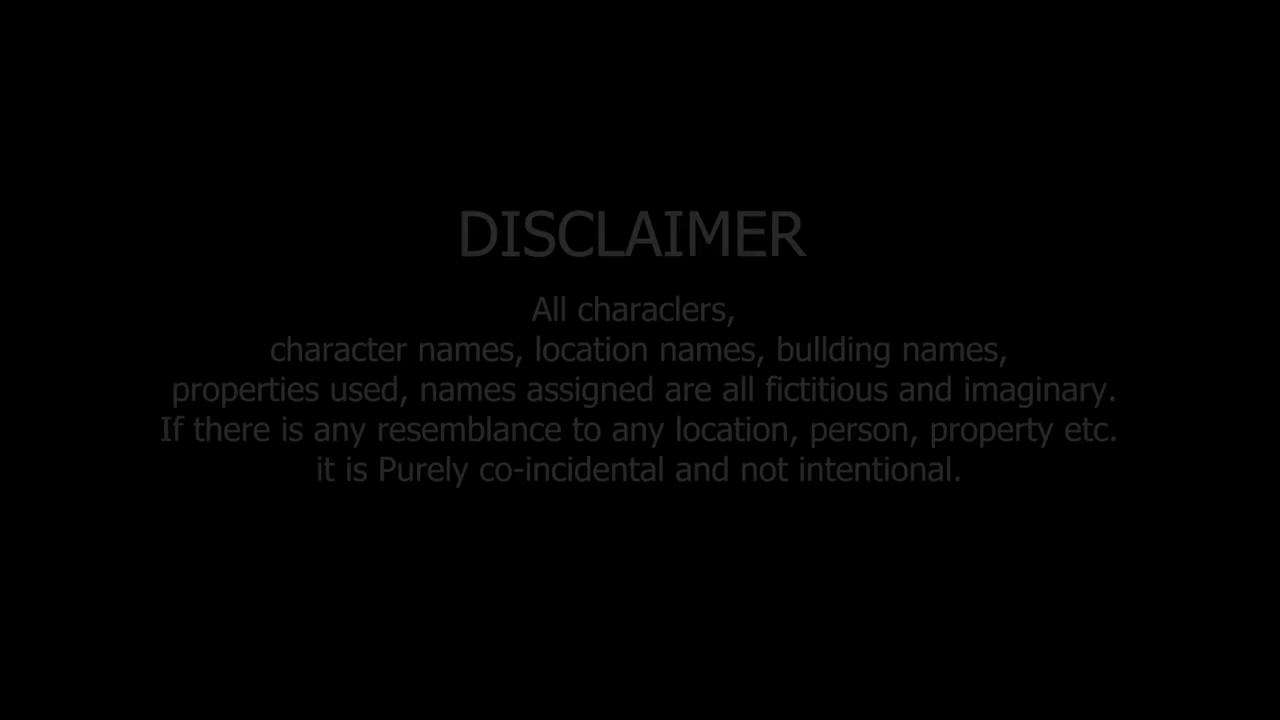 DISCLAIMER
All characlers,
character names, location names, bullding names,
properties used, names assigned are all fictitious and imaginary.
If there is any resemblance to any location, person, property etc.
it is Purely co-incidental and not intentional.